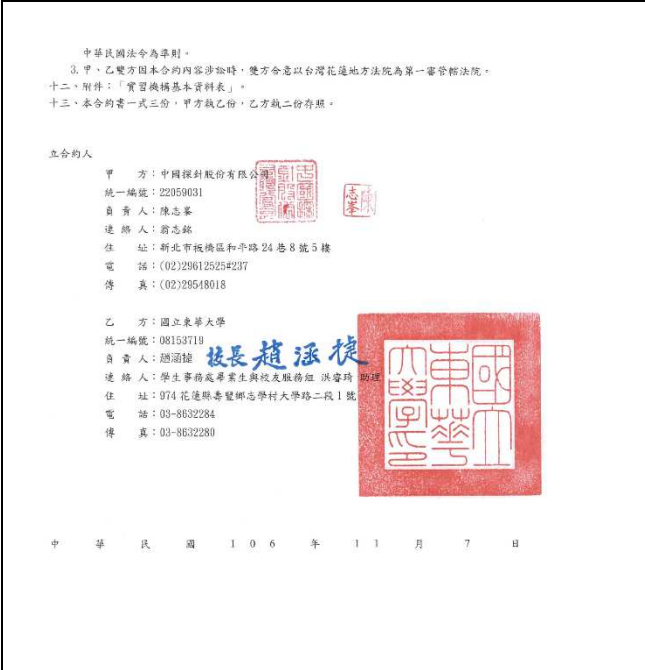 中華民國法令為準則。
3. 甲、乙雙方因本合約內容涉訟時，雙方合意以台灣花蓮地方法院為第一審管轄法院。
十二、附件：「實習機構基本資料表」。
十三、本合約書一式三份，甲方執乙份，乙方執二份存照。
立合約人
甲 方：中國探針股份有限公司
統一編號：22059031
負 責 人：陳志峯
連 絡 人：翁志銘
住 址：新北市板橋區和平路 24 巷 8 號 5 樓
電 話：(02)29612525#237
傳 真：(02)29548018
乙 方：國立東華大學
統一編號：08153719
負 責 人：趙涵㨗
校長趙涵捷
連 絡 人：學生事務處畢業生與校友服務組 洪睿琦 助理
住 址：974 花蓮縣壽豐鄉志學村大學路二段 1 號
電 話：03-8632284
傳 真：03-8632280
國立東華大學印
中 華 民 國 1 0 6 年 1 1 月 7 日